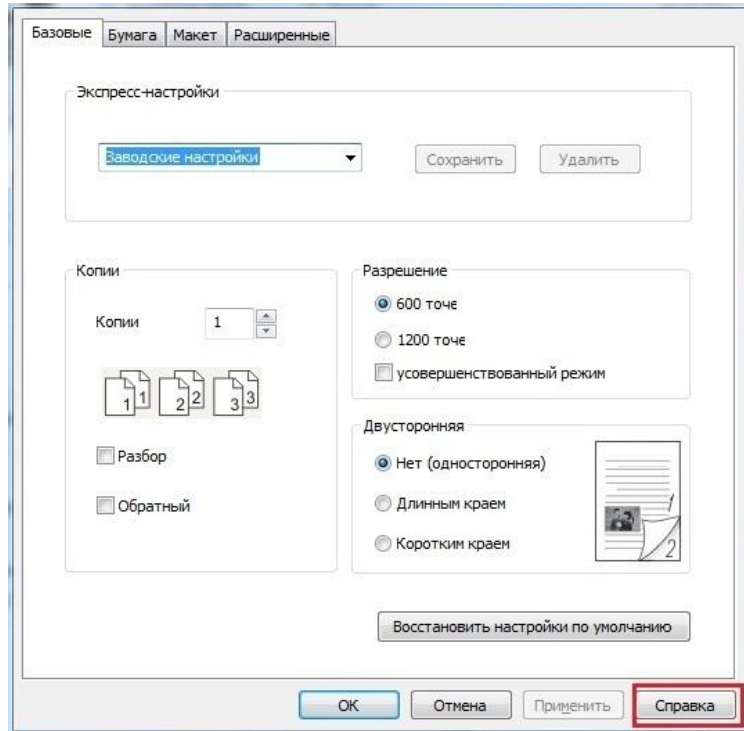 Базовые Бумага Макет Расширенные
Экспресс-настройки
Заводские настройки Сохранить Удалить
Копии
Копии 1
1 1 2 2 3 3
Разбор
Обратный
Разрешение
600 точе
1200 точе
усовершенствованный режим
Двусторонняя
Нет (односторонняя)
Длинным краем
Коротким краем
1
2
Восстановить настройки по умолчанию
ОК Отмена Применить Справка